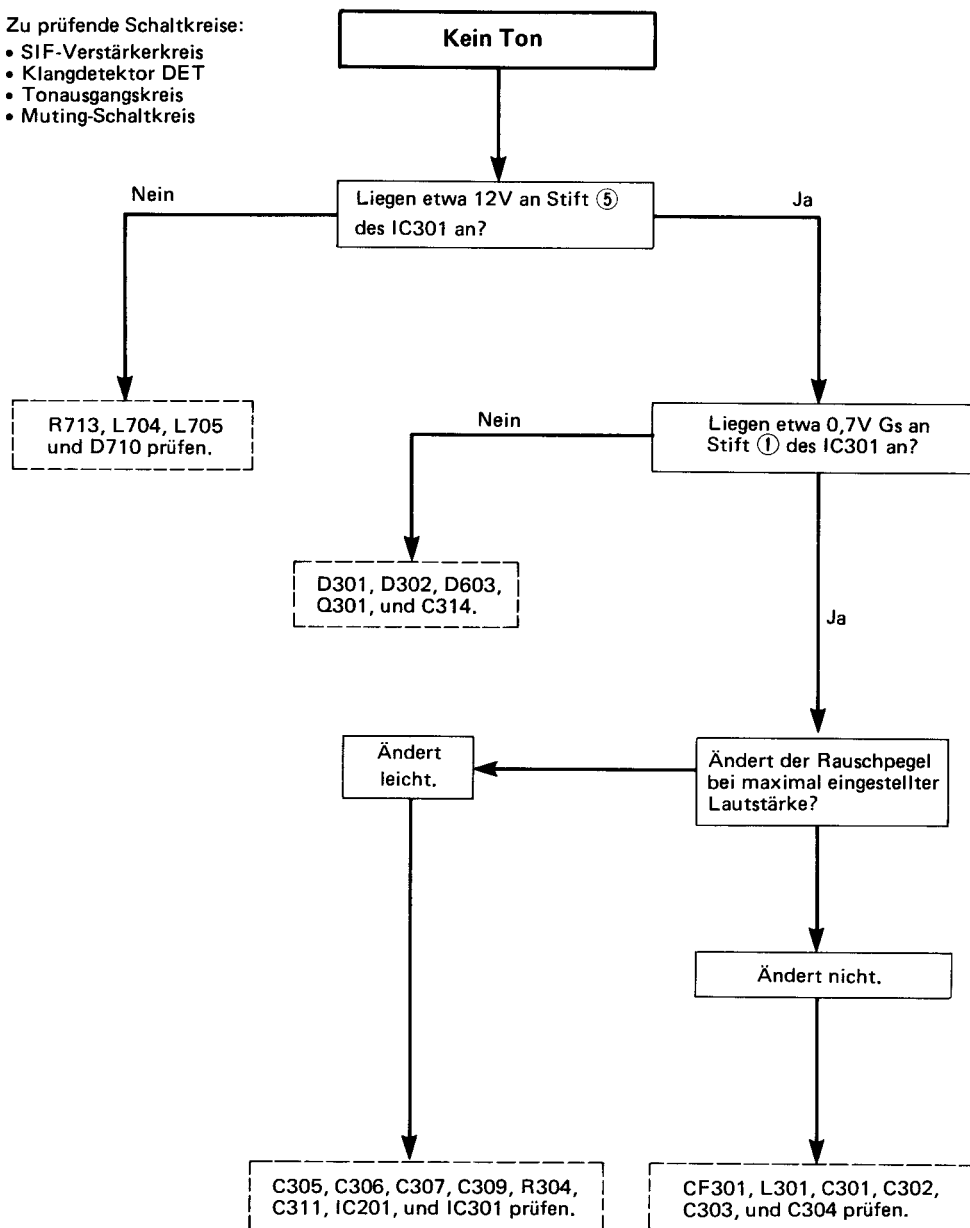 Zu prüfende Schaltkreise:
• SIF-Verstärkerkreis
• Klangdetektor DET
• Tonausgangskreis
• Muting-Schaltkreis
Kein Ton
Nein
Liegen etwa 12V an Stift ⑤
des IC301 an?
Ja
R713, L704, L705
und D710 prüfen.
Nein
Liegen etwa 0,7V Gs an
Stift ① des IC301 an?
D301, D302, D603,
Q301, und C314.
Ja
Ändert
leicht.
Ändert der Rauschpegel
bei maximal eingestellter
Lautstärke?
Ändert nicht.
C305, C306, C307, C309, R304,
C311, IC201, und IC301 prüfen.
CF301, L301, C301, C302,
C303, und C304 prüfen.